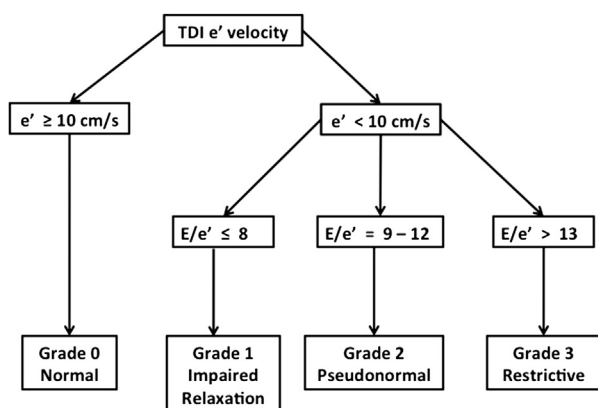 TDI e’ velocity
e’ ≥ 10 cm/s
e’ < 10 cm/s
E/e’ ≤ 8
E/e’ = 9 – 12
E/e’ > 13
Grade 0
Normal
Grade 1
Impaired
Relaxation
Grade 2
Pseudonormal
Grade 3
Restrictive